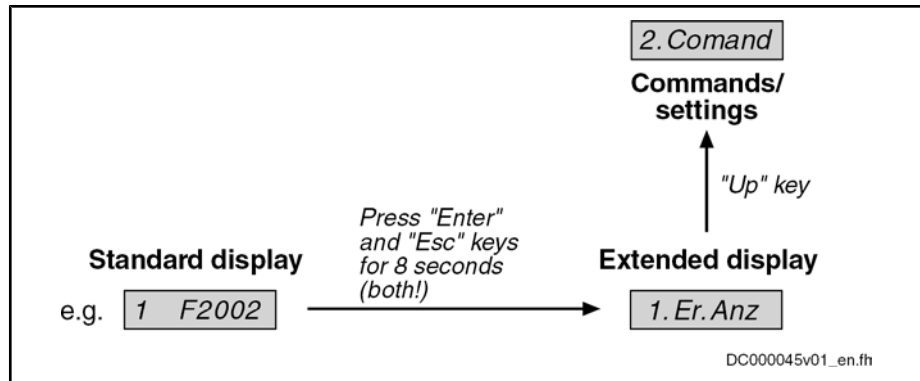 2. Comand
Commands/
settings
"Up" key
Press "Enter"
and "Esc" keys
for 8 seconds
(both!)
Standard display
Extended display
e.g.
1 F2002
1. Er. Anz
DC000045v01_en.fh